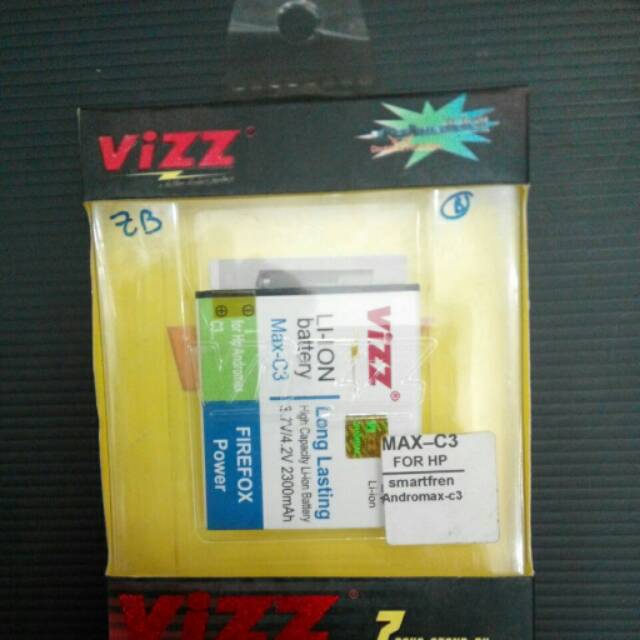 ViZZ
ZB
ViZZ
LI-ION
battery
Max-C3
for Hp Andromax
C3
Long Lasting
High Capacity Li-ion Battery
3.7V/4.2V 2300mAh
FIREFOX
Power
Li-ion
MAX–C3
FOR HP
smartfren
Andromax-c3
ViZZ
7